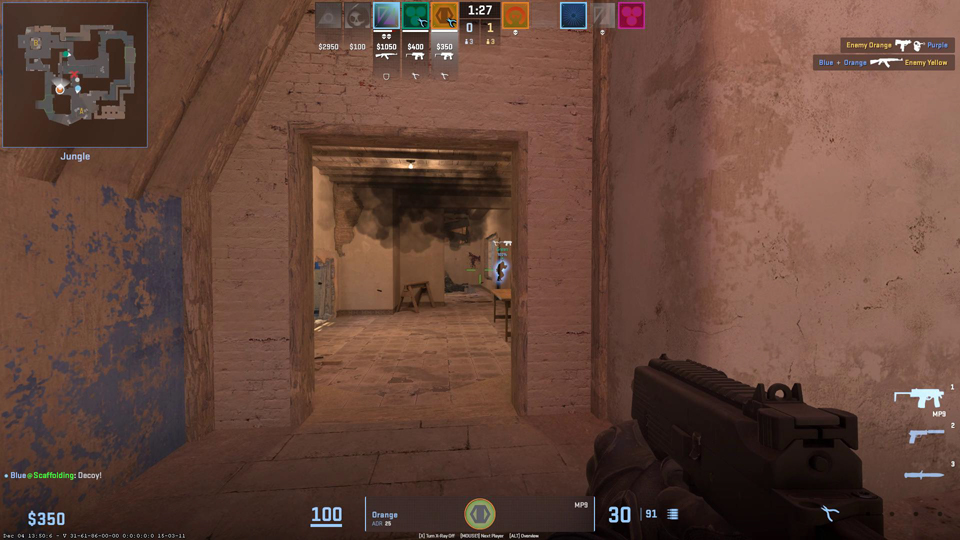 1:27
0 1
3 3
$2950 $100 $1050 $400 $350
Enemy Orange Purple
Blue + Orange Enemy Yellow
Jungle
1
MP9
2
3
• Blue@Scaffolding: Decoy!
$350
100
Orange
ADR 25
MP9
30 91
[X] Turn X-Ray Off [MOUSE1] Next Player [ALT] Overview